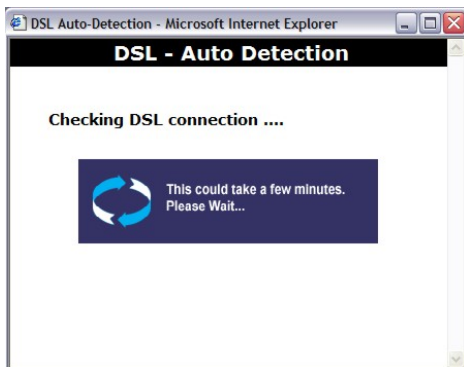 DSL Auto-Detection - Microsoft Internet Explorer
DSL - Auto Detection
Checking DSL connection ....
This could take a few minutes.
Please Wait...